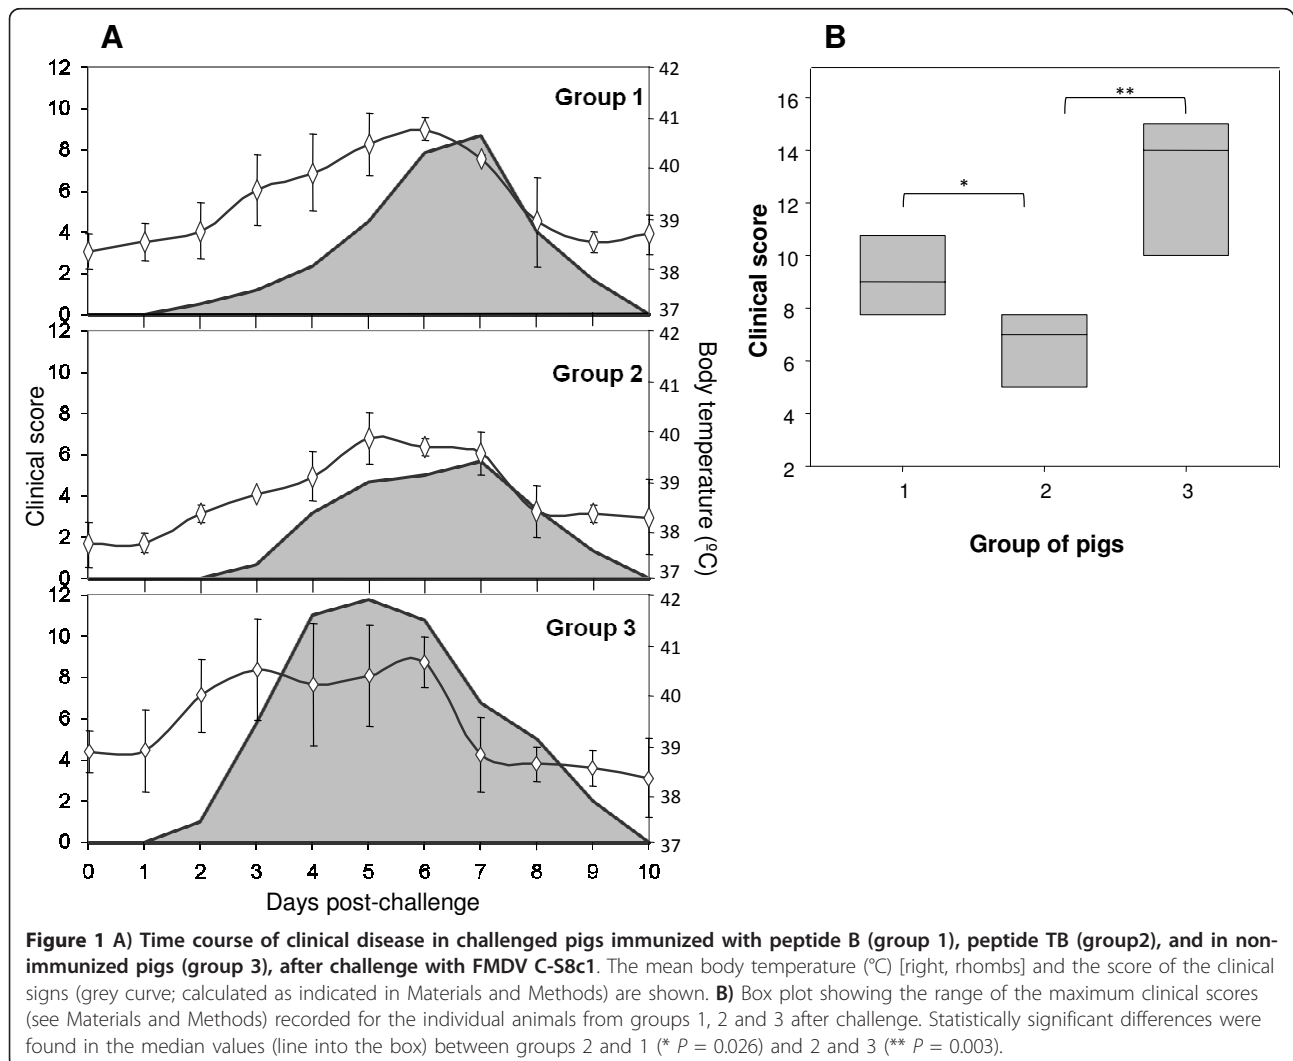 A
B
12
10
8
6
4
2
0
Group 1
42
41
40
39
38
37
12
10
8
6
4
2
0
Group 2
42
41
40
39
38
37
Clinical score
Body temperature (ºC)
12
10
8
6
4
2
0
Group 3
42
41
40
39
38
37
0 1 2 3 4 5 6 7 8 9 10
Days post-challenge
16
14
12
10
8
6
4
2
Clinical score
*
**
1 2 3
Group of pigs
Figure 1 A) Time course of clinical disease in challenged pigs immunized with peptide B (group 1), peptide TB (group2), and in non-
immunized pigs (group 3), after challenge with FMDV C-S8c1. The mean body temperature (°C) [right, rhombs] and the score of the clinical
signs (grey curve; calculated as indicated in Materials and Methods) are shown. B) Box plot showing the range of the maximum clinical scores
(see Materials and Methods) recorded for the individual animals from groups 1, 2 and 3 after challenge. Statistically significant differences were
found in the median values (line into the box) between groups 2 and 1 (* P = 0.026) and 2 and 3 (** P = 0.003).